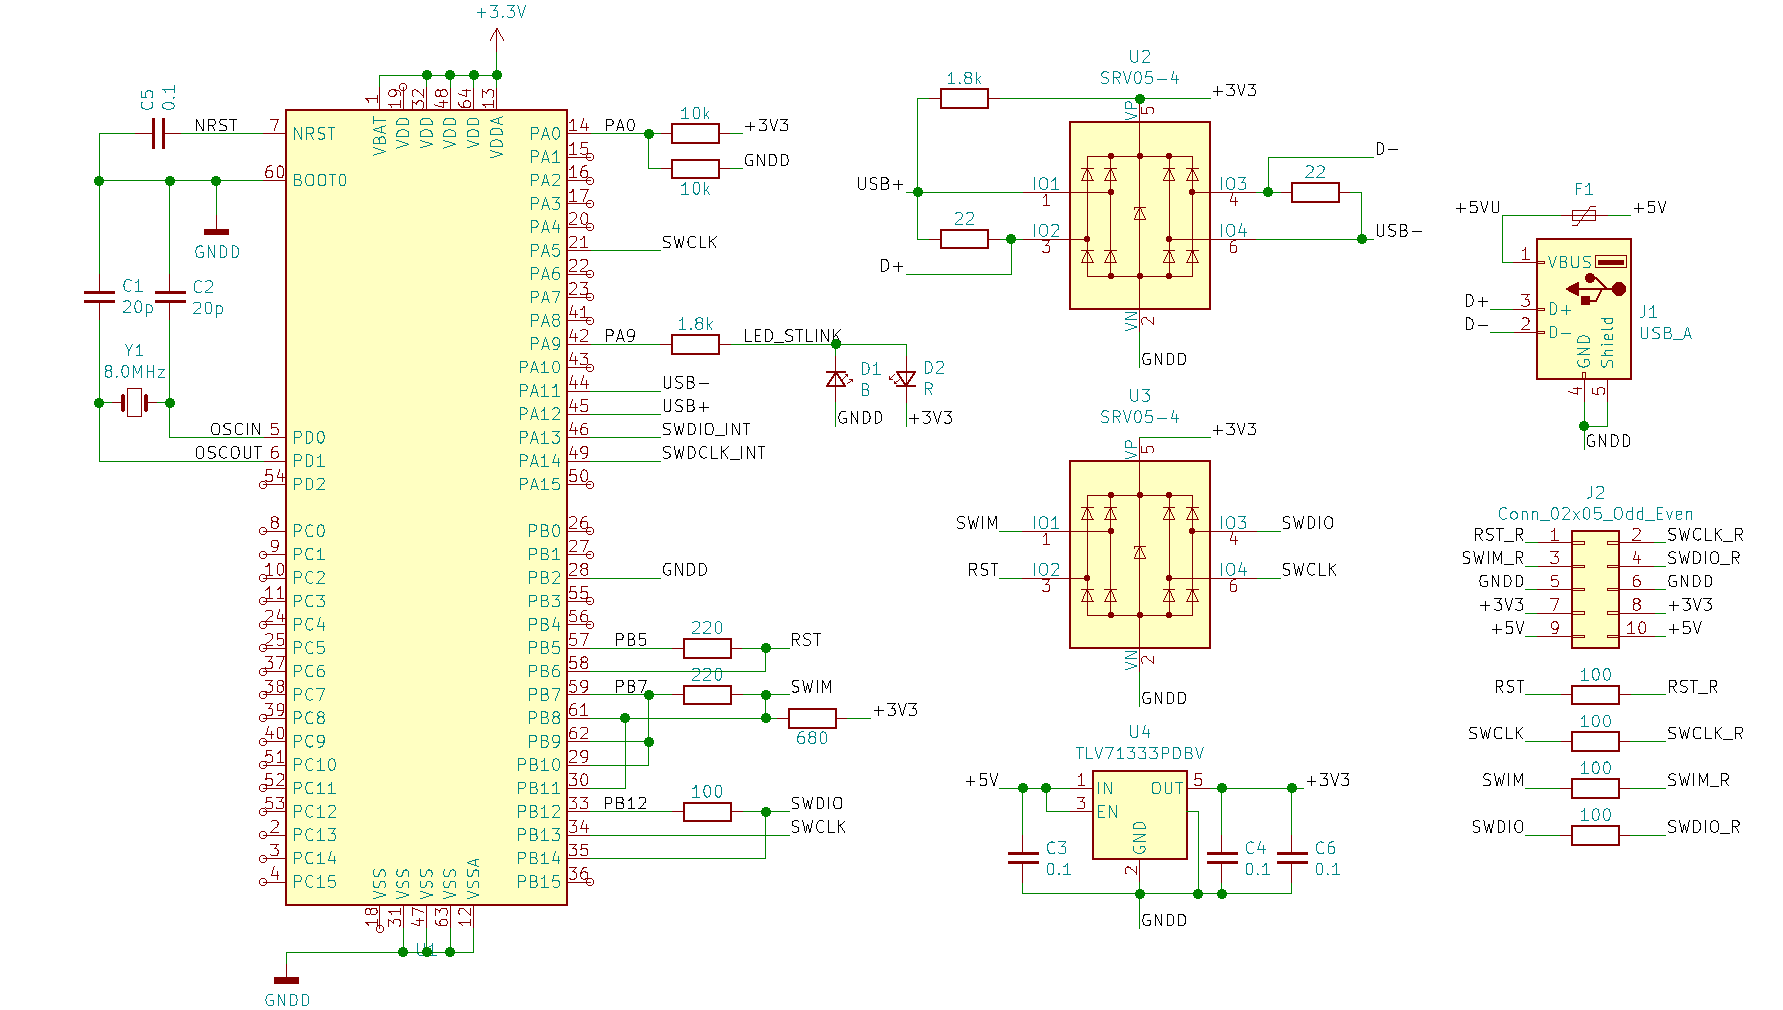 +3.3V
C5
0.1
1
19
32
48
64
13
VBAT
VDD
VDD
VDD
VDD
VDDA
NRST 7 NRST
60 BOOT0
GNDD
C1
20p
C2
20p
Y1
8.0MHz
OSCIN 5 PD0
OSCOUT 6 PD1
54 PD2
8 PC0
9 PC1
10 PC2
11 PC3
24 PC4
25 PC5
37 PC6
38 PC7
39 PC8
40 PC9
51 PC10
52 PC11
53 PC12
2 PC13
3 PC14
4 PC15
PA0 14 PA0
PA1 15
PA2 16
PA3 17
PA4 20
PA5 21 SWCLK
PA6 22
PA7 23
PA8 41
PA9 42 PA9
PA10 43
PA11 44 USB-
PA12 45 USB+
PA13 46 SWDIO_INT
PA14 49 SWDCLK_INT
PA15 50
PB0 26
PB1 27
PB2 28 GNDD
PB3 55
PB4 56
PB5 57 PB5 220 RST
PB6 58
PB7 59 PB7 220 SWIM
PB8 61
680 +3V3
PB9 62
PB10 29
PB11 30
PB12 33 PB12 100 SWDIO
PB13 34 SWCLK
PB14 35
PB15 36
VSS
VSS
VSS
VSS
VSSA
18
31
47
63
12
U1
GNDD
10k
+3V3
GNDD
10k
1.8k
LED_STLINK
D1
B
D2
R
GNDD
+3V3
U2
SRV05-4
1.8k
+3V3
VP
5
USB+
IO1
1
22
IO2
3
D+
IO3
4
22
D-
IO4
6
USB-
VN
2
GNDD
U3
SRV05-4
+3V3
VP
5
SWIM
IO1
1
RST
IO2
3
IO3
4
SWDIO
IO4
6
SWCLK
VN
2
GNDD
U4
TLV71333PDBV
+5V
1 IN
3 EN
OUT 5
+3V3
GND
2
C3
0.1
C4
0.1
C6
0.1
GNDD
F1
+5VU
+5V
1 VBUS
D+ 3 D+
D- 2 D-
GND
Shield
4
5
J1
USB_A
GNDD
J2
Conn_02x05_Odd_Even
RST_R 1 2 SWCLK_R
SWIM_R 3 4 SWDIO_R
GNDD 5 6 GNDD
+3V3 7 8 +3V3
+5V 9 10 +5V
RST 100 RST_R
SWCLK 100 SWCLK_R
SWIM 100 SWIM_R
SWDIO 100 SWDIO_R